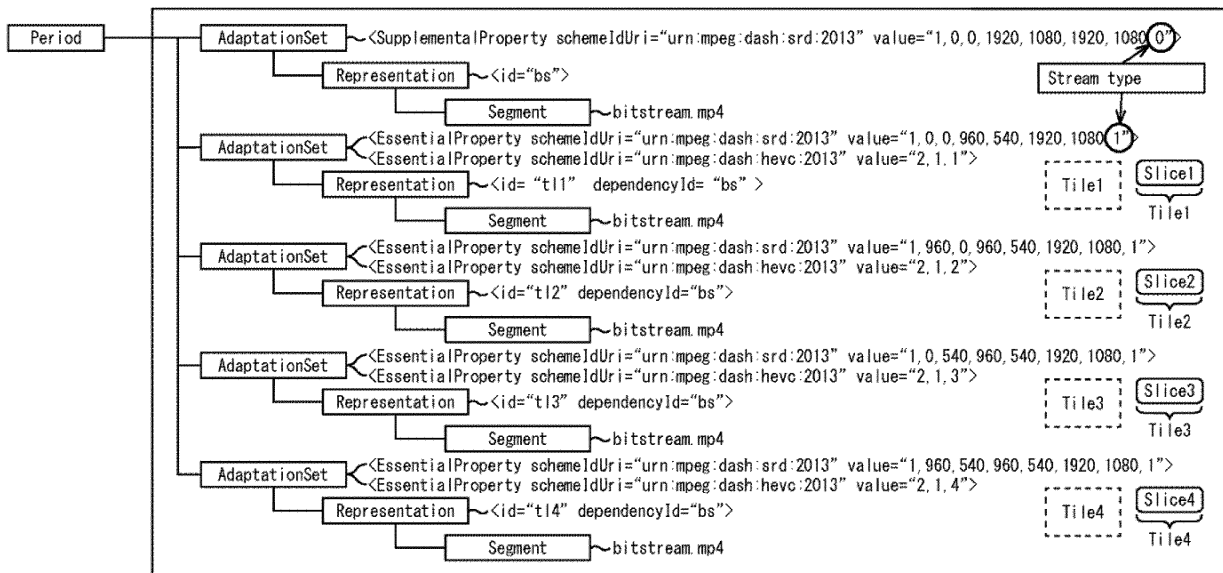 Period
AdaptationSet <SupplementalProperty schemeIdUri=“urn:mpeg:dash:srd:2013” value=“1, 0, 0, 1920, 1080, 1920, 1080, 0”>
Representation <id=“bs”>
Stream type
Segment bitstream.mp4
AdaptationSet <EssentialProperty schemeIdUri=“urn:mpeg:dash:srd:2013” value=“1, 0, 0, 960, 540, 1920, 1080, 1”>
<EssentialProperty schemeIdUri=“urn:mpeg:dash:hevc:2013” value=“2, 1, 1”>
Representation <id= “tl1” dependencyId= “bs” >
Tile1 Slice1
Tile1
Segment bitstream.mp4
AdaptationSet <EssentialProperty schemeIdUri=“urn:mpeg:dash:srd:2013” value=“1, 960, 0, 960, 540, 1920, 1080, 1”>
<EssentialProperty schemeIdUri=“urn:mpeg:dash:hevc:2013” value=“2, 1, 2”>
Representation <id=“tl2” dependencyId=“bs”>
Tile2 Slice2
Tile2
Segment bitstream.mp4
AdaptationSet <EssentialProperty schemeIdUri=“urn:mpeg:dash:srd:2013” value=“1, 0, 540, 960, 540, 1920, 1080, 1”>
<EssentialProperty schemeIdUri=“urn:mpeg:dash:hevc:2013” value=“2, 1, 3”>
Representation <id=“tl3” dependencyId=“bs”>
Tile3 Slice3
Tile3
Segment bitstream.mp4
AdaptationSet <EssentialProperty schemeIdUri=“urn:mpeg:dash:srd:2013” value=“1, 960, 540, 960, 540, 1920, 1080, 1”>
<EssentialProperty schemeIdUri=“urn:mpeg:dash:hevc:2013” value=“2, 1, 4”>
Representation <id=“tl4” dependencyId=“bs”>
Tile4 Slice4
Tile4
Segment bitstream.mp4